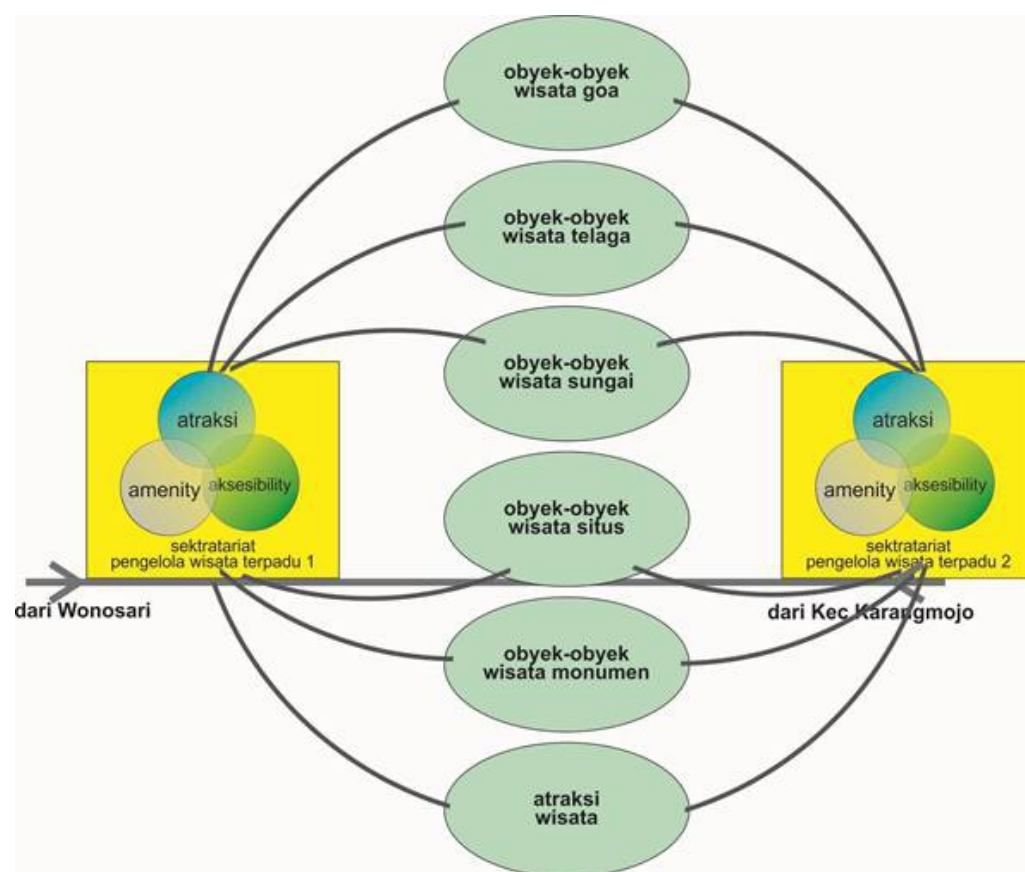 obyek-obyek
wisata goa
obyek-obyek
wisata telaga
obyek-obyek
wisata sungai
atraksi
amenity
aksesibility
sektratariat
pengelola wisata terpadu 1
atraksi
amenity
aksesibility
sektratariat
pengelola wisata terpadu 2
obyek-obyek
wisata situs
dari Wonosari
dari Kec Karangmojo
obyek-obyek
wisata monumen
atraksi
wisata